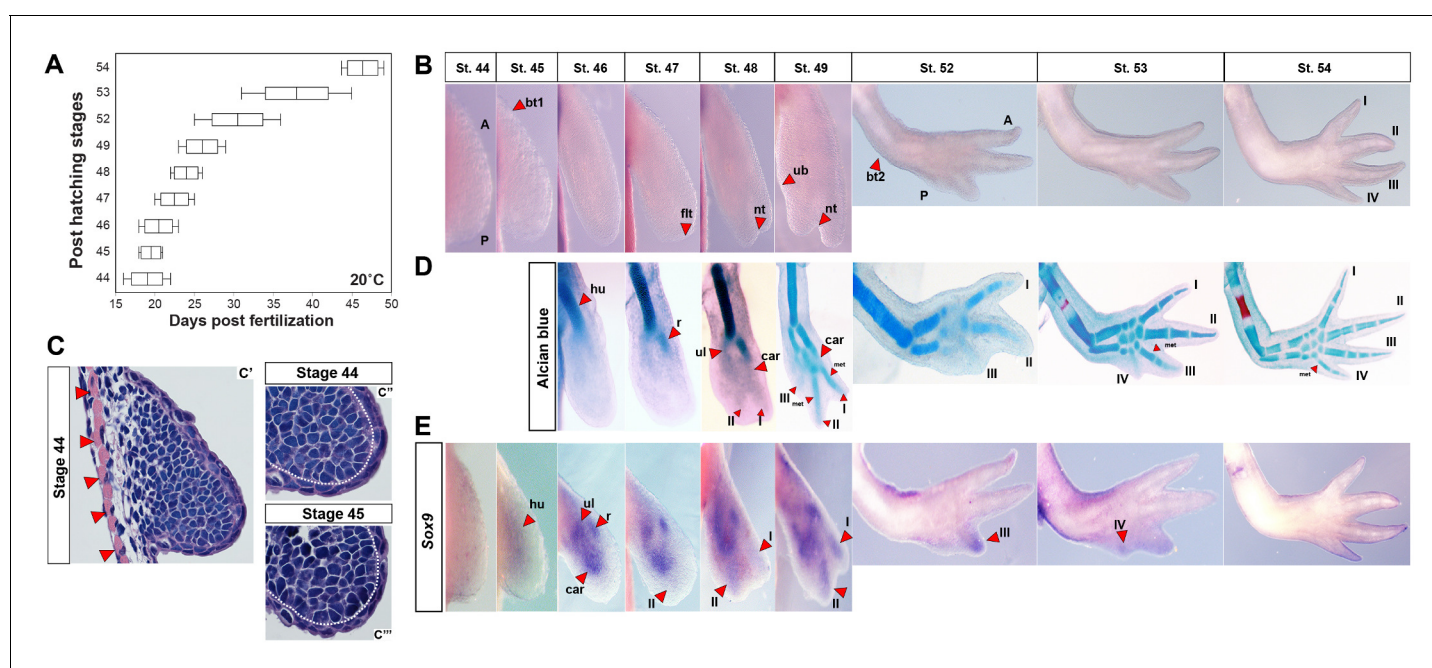 A
Post hatching stages
54
53
52
49
48
47
46
45
44
20°C
15 20 25 30 35 40 45 50
Days post fertilization
B
St. 44 St. 45 St. 46 St. 47 St. 48 St. 49 St. 52 St. 53 St. 54
bt1
A
P
flt
nt
ub
nt
A
bt2
P
I
II
III
IV
C
Stage 44
C'
Stage 44
C''
Stage 45
C'''
D
Alcian blue
hu
r
ul
car
II
I
car
met
III
met
I
II
I
II
III
I
II
met
III
IV
I
II
III
met
IV
E
Sox9
hu
ul
r
car
II
I
II
I
II
III
IV